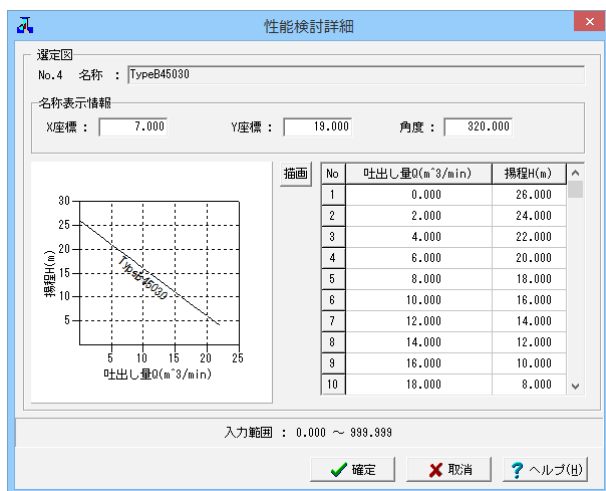 性能検討詳細
選定図
No.4 名称 : TypeB45030
名称表示情報
X座標 : 7.000 Y座標 : 19.000 角度 : 320.000
描画
揚程H(m)
30
25
20
15
10
5
5 10 15 20 25
吐出し量Q(m^3/min)
TypeB45030
No 吐出し量Q(m^3/min) 揚程H(m)
1 0.000 26.000
2 2.000 24.000
3 4.000 22.000
4 6.000 20.000
5 8.000 18.000
6 10.000 16.000
7 12.000 14.000
8 14.000 12.000
9 16.000 10.000
10 18.000 8.000
入力範囲 : 0.000 ～ 999.999
確定 取消 ヘルプ(H)